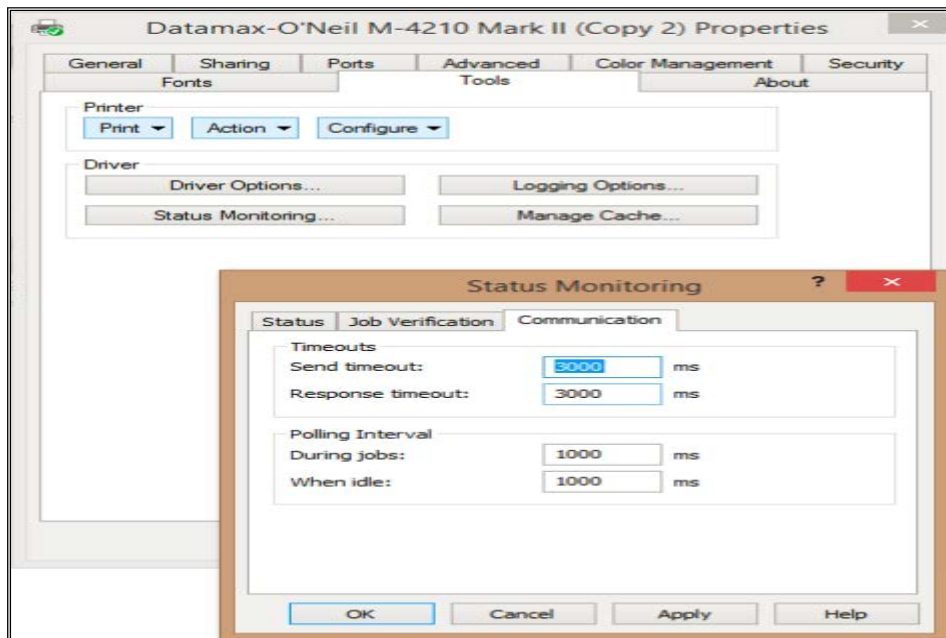 Datamax-O'Neil M-4210 Mark II (Copy 2) Properties
General Sharing Ports Advanced Color Management Security
Fonts Tools About
Printer
Print Action Configure
Driver
Driver Options... Logging Options...
Status Monitoring... Manage Cache...
Status Monitoring ?
Status Job Verification Communication
Timeouts
Send timeout: 3000 ms
Response timeout: 3000 ms
Polling Interval
During jobs: 1000 ms
When idle: 1000 ms
OK Cancel Apply Help